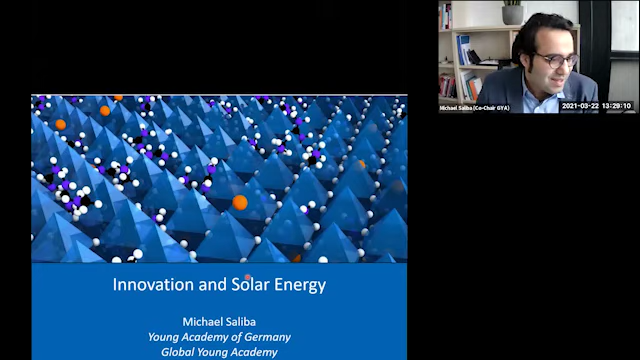 Michael Saliba (Co-Chair GYA)
2021-03-22 13:29:10
Innovation and Solar Energy
Michael Saliba
Young Academy of Germany
Global Young Academy